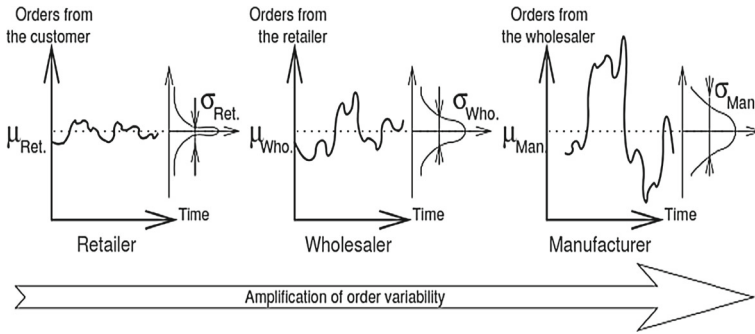 Orders from
the customer
μRet.
σRet.
Time
Retailer
Orders from
the retailer
μWho.
σWho.
Time
Wholesaler
Orders from
the wholesaler
μMan.
σMan.
Time
Manufacturer
Amplification of order variability